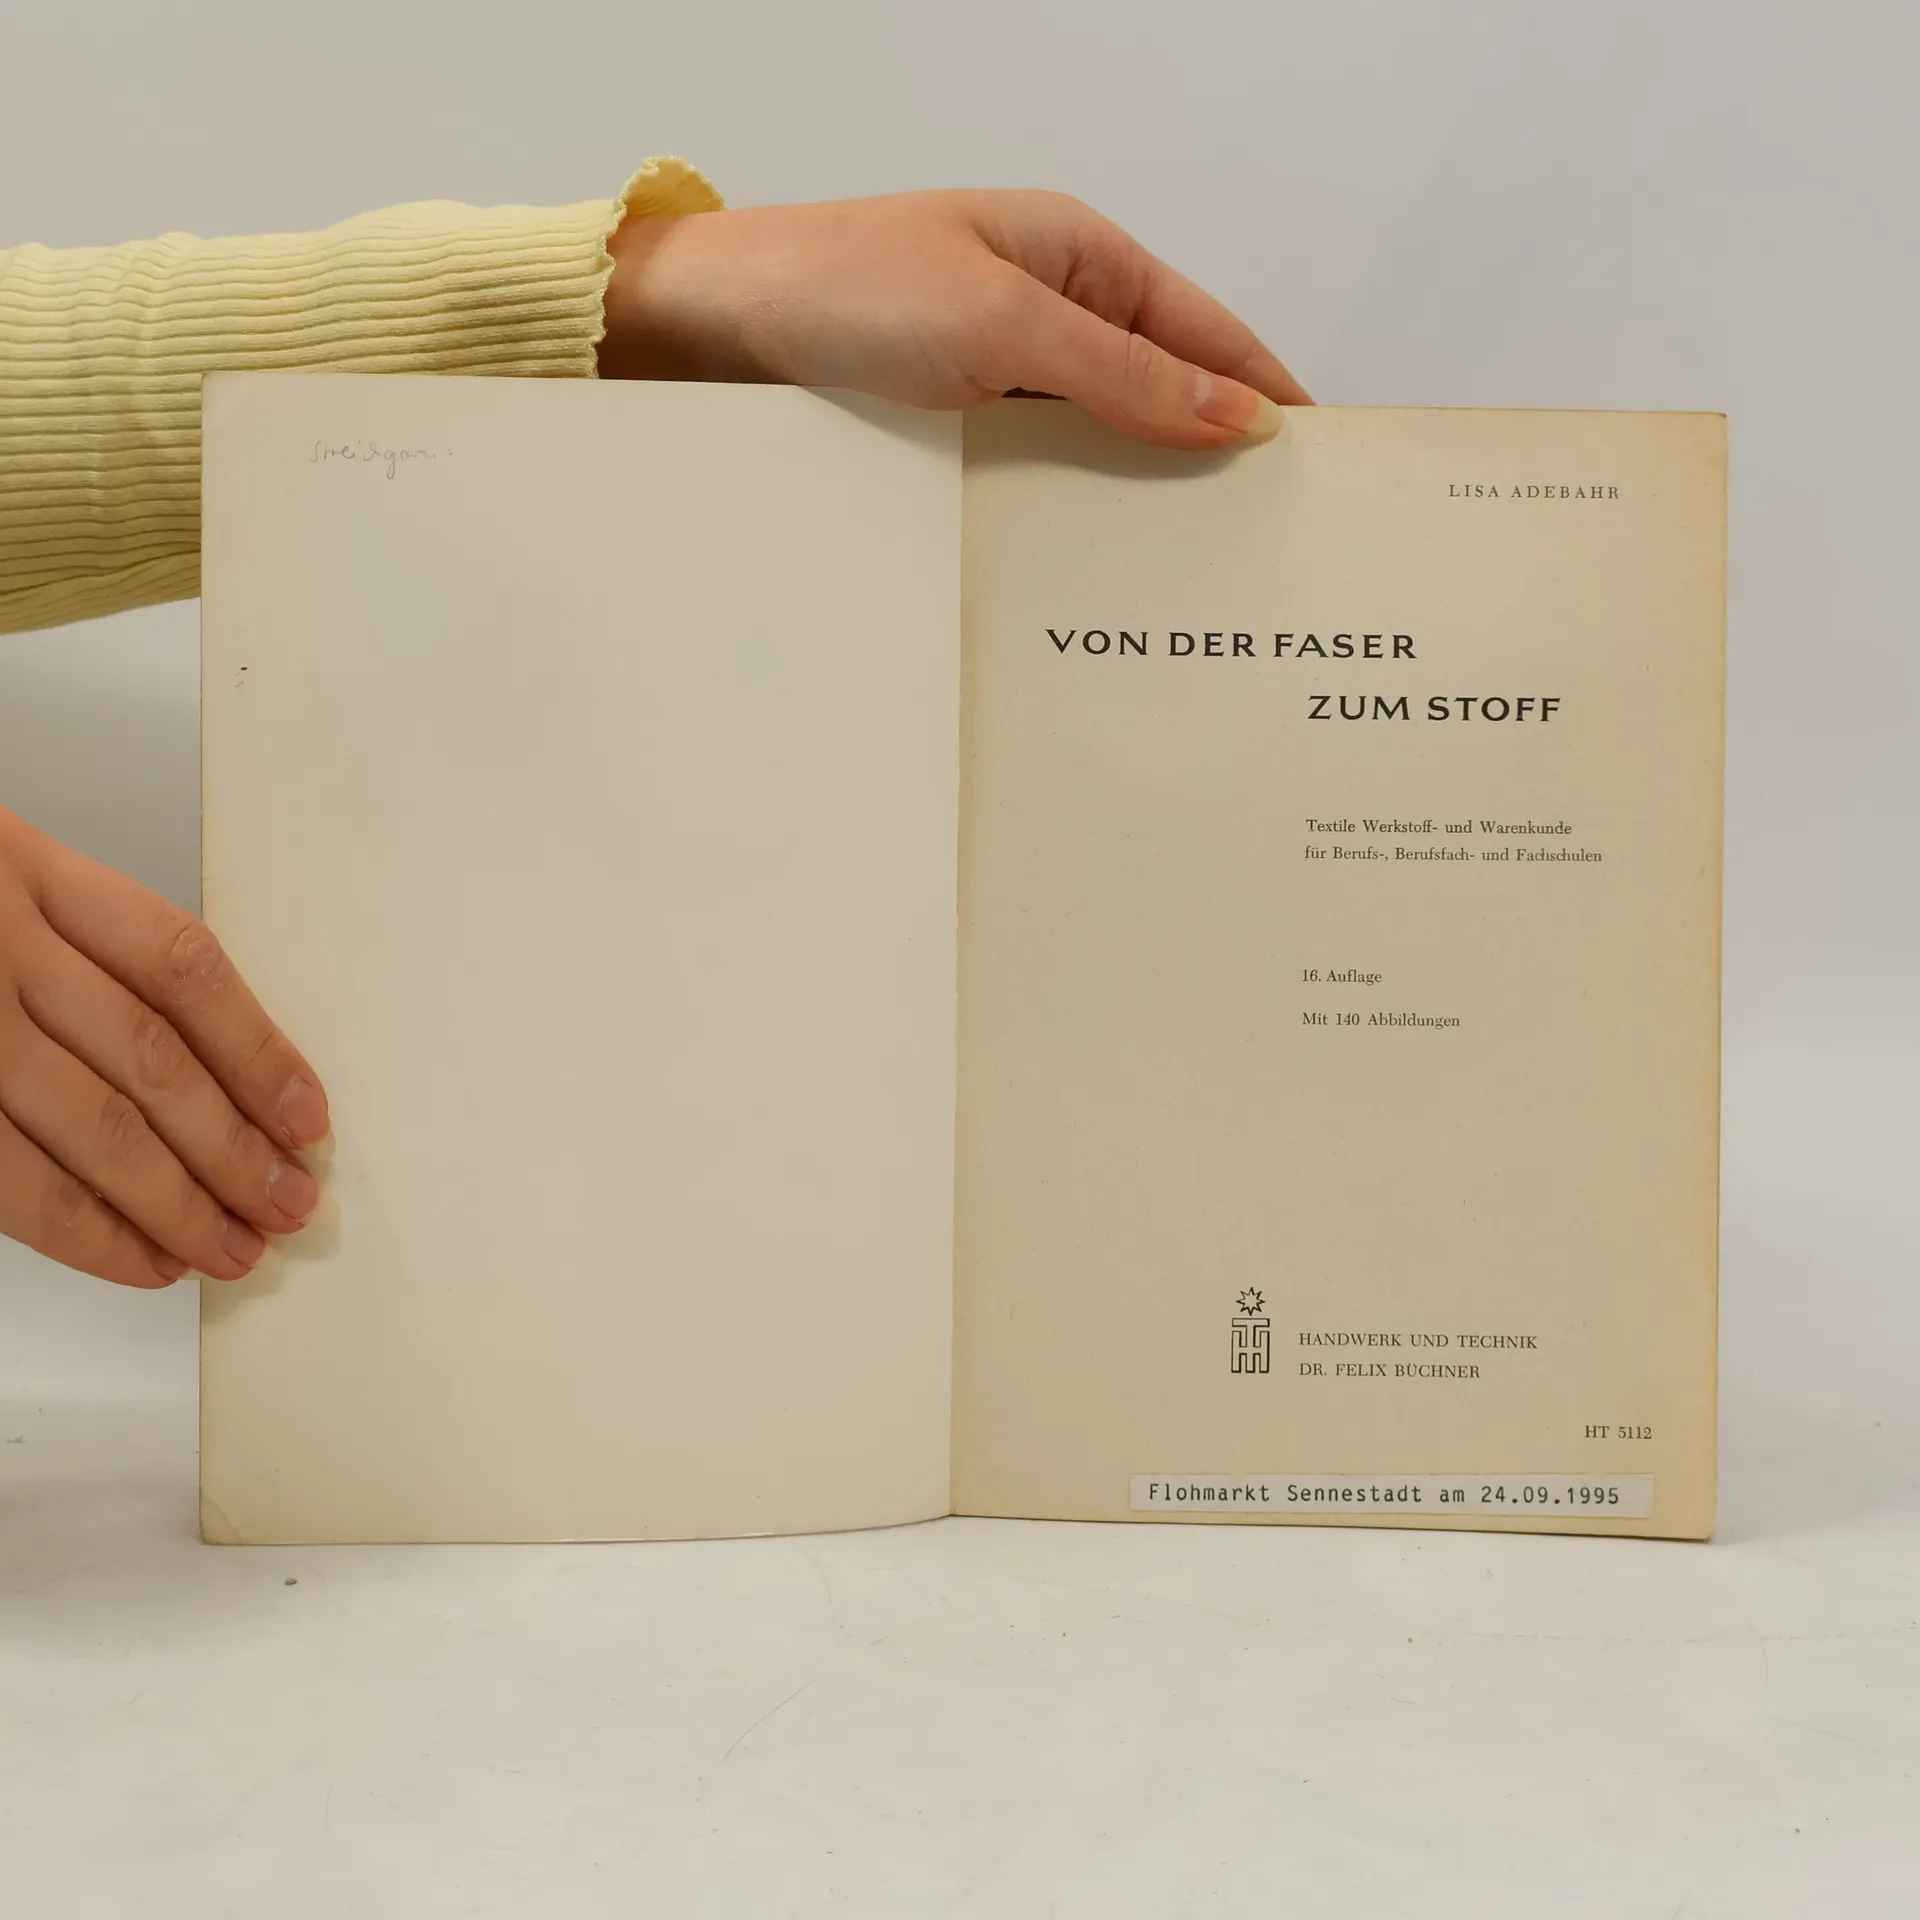 Streichgarn:
LISA ADEBAHR
VON DER FASER
ZUM STOFF
Textile Werkstoff- und Warenkunde
für Berufs-, Berufsfach- und Fachschulen
16. Auflage
Mit 140 Abbildungen
HANDWERK UND TECHNIK
DR. FELIX BÜCHNER
HT 5112
Flohmarkt Sennestadt am 24.09.1995